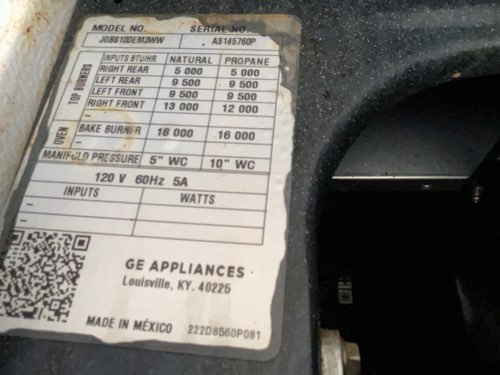 MODEL NO. SERIAL NO.
JGBS10DEM3WW AS145760P
INPUTS BTU/HR NATURAL PROPANE
TOP BURNERS
RIGHT REAR 5 000 5 000
LEFT REAR 9 500 9 500
LEFT FRONT 9 500 9 500
RIGHT FRONT 13 000 12 000
OVEN
BAKE BURNER 18 000 16 000
MANIFOLD PRESSURE 5" WC 10" WC
120 V 60Hz 5A
INPUTS WATTS
–
–
GE APPLIANCES
Louisville, KY. 40225
MADE IN MÉXICO 222D8560P081